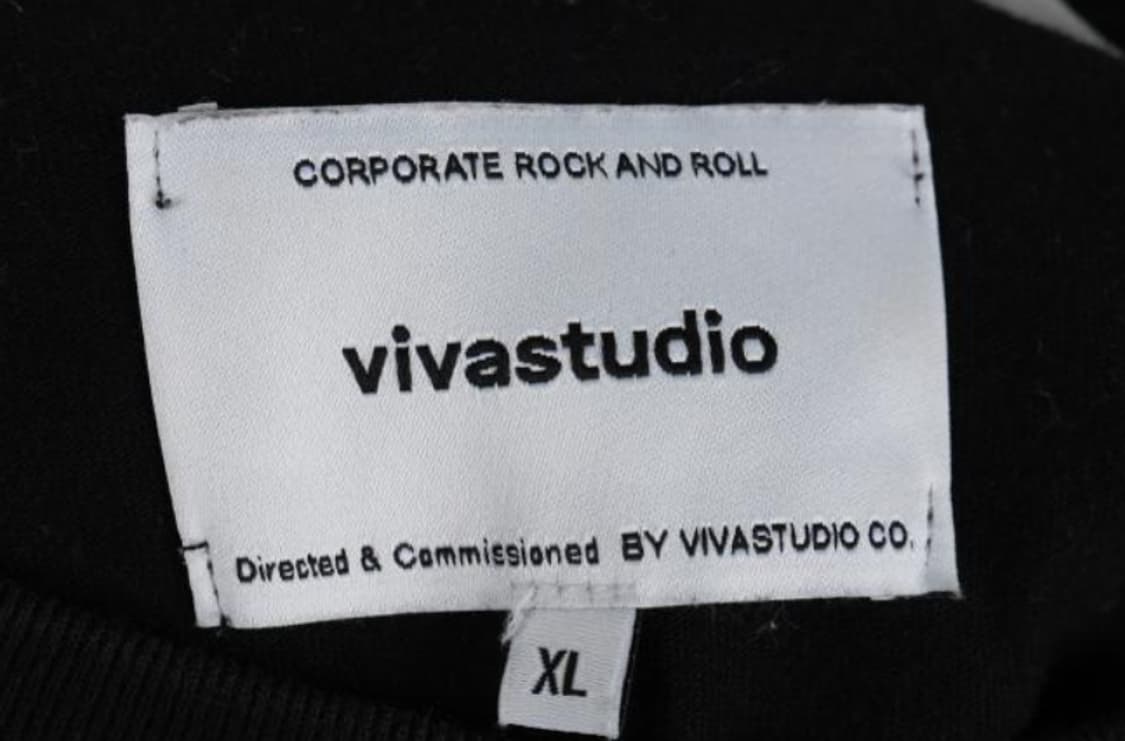 CORPORATE ROCK AND ROLL
vivastudio
Directed & Commissioned BY VIVASTUDIO CO.
XL